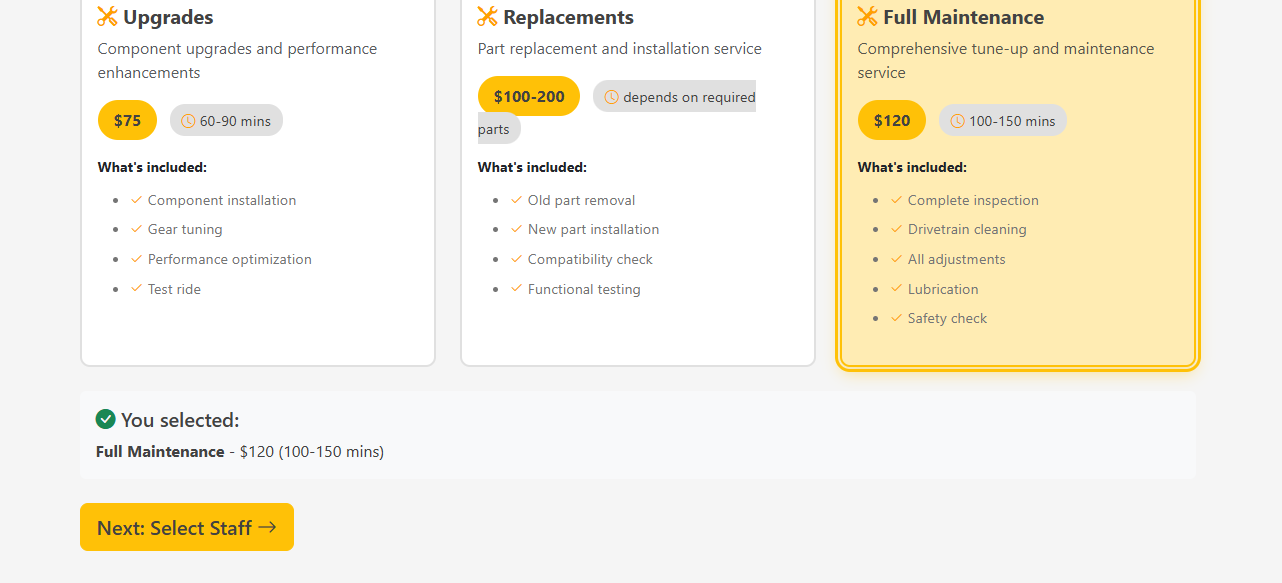 Upgrades
Component upgrades and performance
enhancements
$75
60-90 mins
What's included:
Component installation
Gear tuning
Performance optimization
Test ride
Replacements
Part replacement and installation service
$100-200
depends on required
parts
What's included:
Old part removal
New part installation
Compatibility check
Functional testing
Full Maintenance
Comprehensive tune-up and maintenance
service
$120
100-150 mins
What's included:
Complete inspection
Drivetrain cleaning
All adjustments
Lubrication
Safety check
You selected:
Full Maintenance - $120 (100-150 mins)
Next: Select Staff →